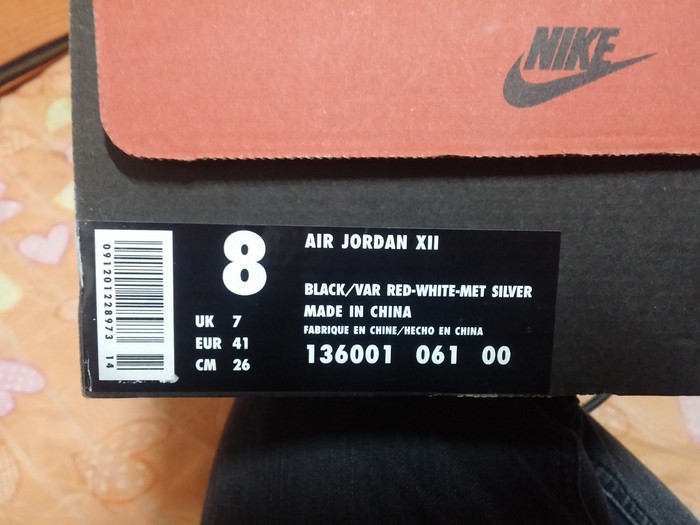 NIKE
8
AIR JORDAN XII
BLACK/VAR RED-WHITE-MET SILVER
UK 7
MADE IN CHINA
EUR 41
FABRIQUE EN CHINE/HECHO EN CHINA
CM 26
136001 061 00
091201228973 14